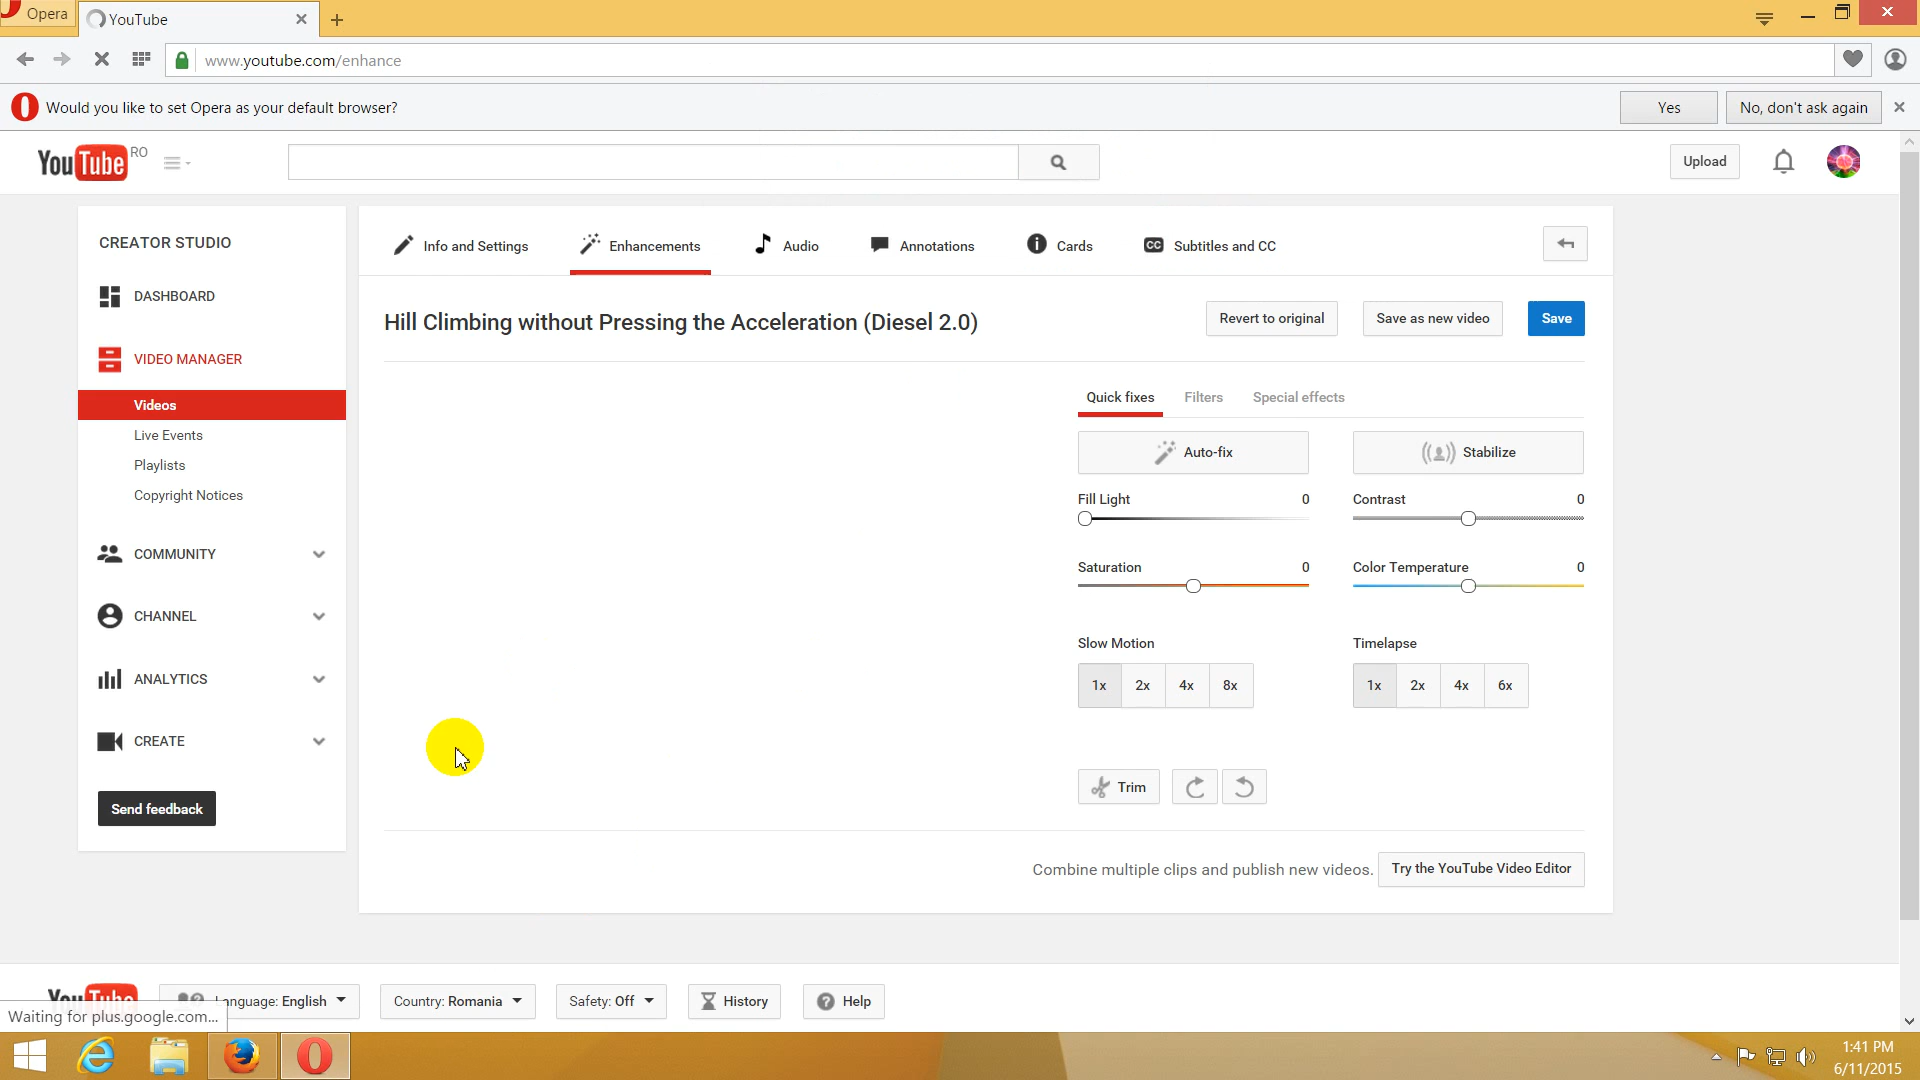 Opera
YouTube
www.youtube.com/enhance
Would you like to set Opera as your default browser?
Yes
No, don't ask again
YouTube RO
Upload
CREATOR STUDIO
DASHBOARD
VIDEO MANAGER
Videos
Live Events
Playlists
Copyright Notices
COMMUNITY
CHANNEL
ANALYTICS
CREATE
Send feedback
Info and Settings
Enhancements
Audio
Annotations
Cards
CC Subtitles and CC
Hill Climbing without Pressing the Acceleration (Diesel 2.0)
Revert to original
Save as new video
Save
Quick fixes
Filters
Special effects
Auto-fix
Stabilize
Fill Light 0
Contrast 0
Saturation 0
Color Temperature 0
Slow Motion
1x 2x 4x 8x
Timelapse
1x 2x 4x 6x
Trim
Combine multiple clips and publish new videos.
Try the YouTube Video Editor
YouTube
Language: English
Country: Romania
Safety: Off
History
Help
Waiting for plus.google.com...
1:41 PM
6/11/2015